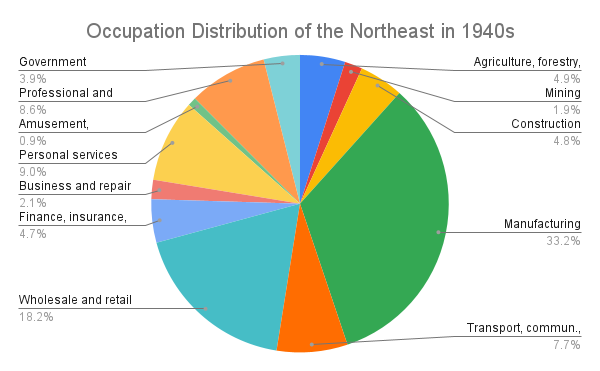 Occupation Distribution of the Northeast in 1940s
Government
3.9%
Professional and
8.6%
Amusement,
0.9%
Personal services
9.0%
Business and repair
2.1%
Finance, insurance,
4.7%
Wholesale and retail
18.2%
Agriculture, forestry,
4.9%
Mining
1.9%
Construction
4.8%
Manufacturing
33.2%
Transport, commun.,
7.7%